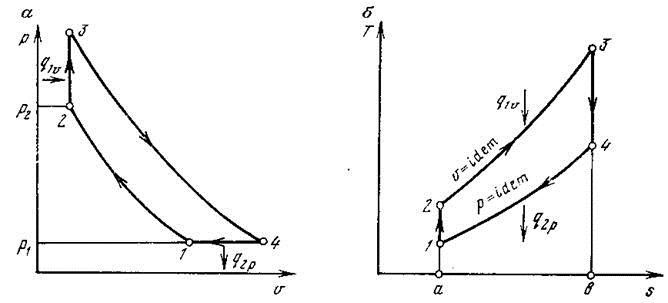 а
p
3
q1v
p2
2
p1
1
4
q2p
v
б
T
3
q1v
v=idem
4
2
p=idem
1
q2p
a
в
s